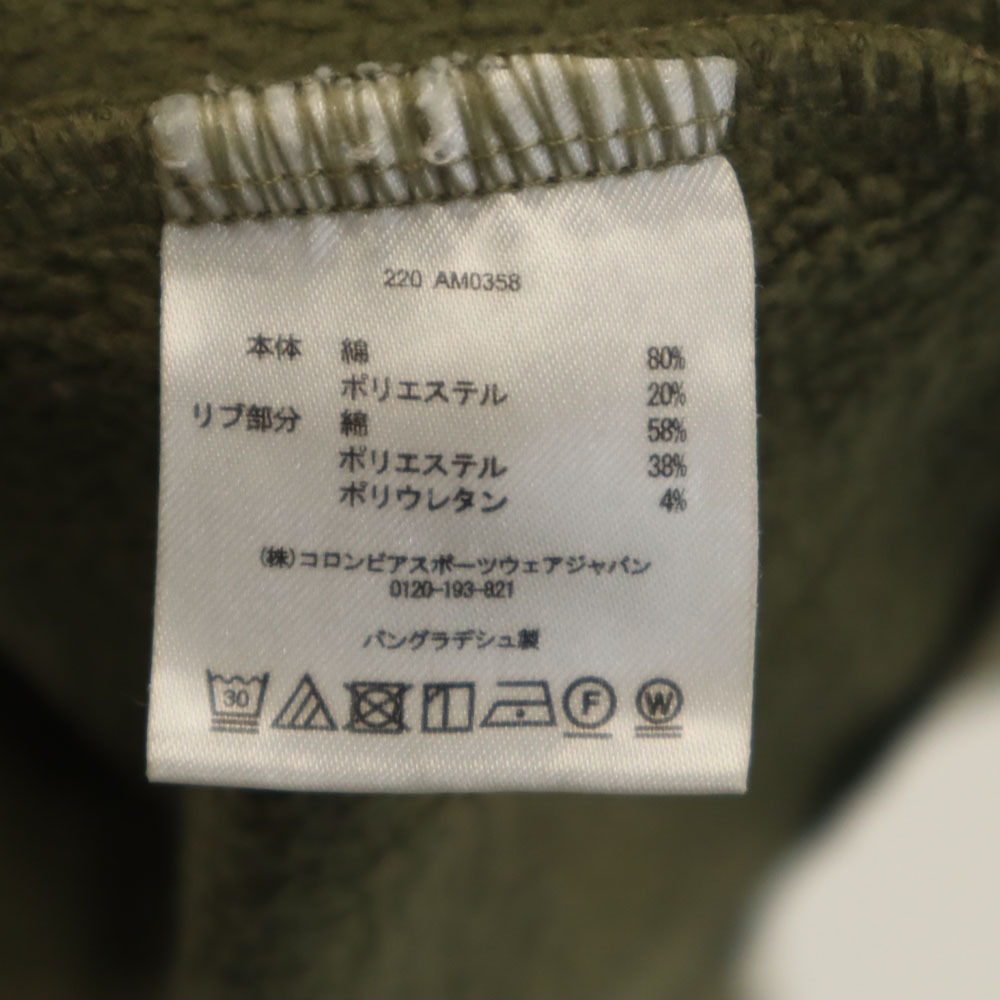 220 AM0358
本体 綿 80%
ポリエステル 20%
リブ部分 綿 58%
ポリエステル 38%
ポリウレタン 4%
(株)コロンビアスポーツウェアジャパン
0120-193-821
バングラデシュ製
30 F W